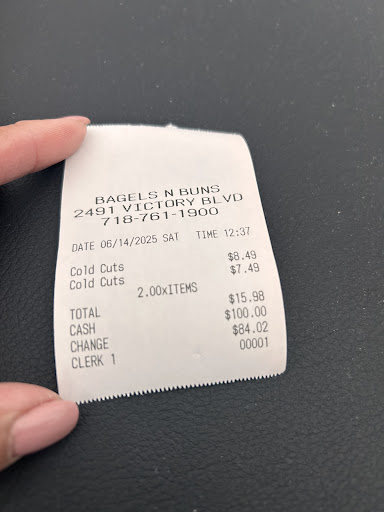 BAGELS N BUNS
2491 VICTORY BLVD
718-761-1900
DATE 06/14/2025 SAT TIME 12:37
Cold Cuts $8.49
Cold Cuts $7.49
2.00xITEMS
TOTAL $15.98
CASH $100.00
CHANGE $84.02
CLERK 1 00001